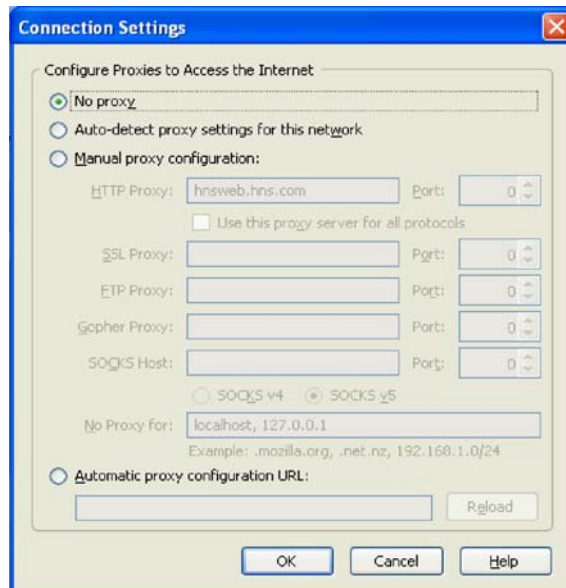 Connection Settings
Configure Proxies to Access the Internet
No proxy
Auto-detect proxy settings for this network
Manual proxy configuration:
HTTP Proxy: hnsweb.hns.com Port: 0
Use this proxy server for all protocols
SSL Proxy: Port: 0
FTP Proxy: Port: 0
Gopher Proxy: Port: 0
SOCKS Host: Port: 0
SOCKS v4 SOCKS v5
No Proxy for: localhost, 127.0.0.1
Example: .mozilla.org, .net.nz, 192.168.1.0/24
Automatic proxy configuration URL:
Reload
OK Cancel Help